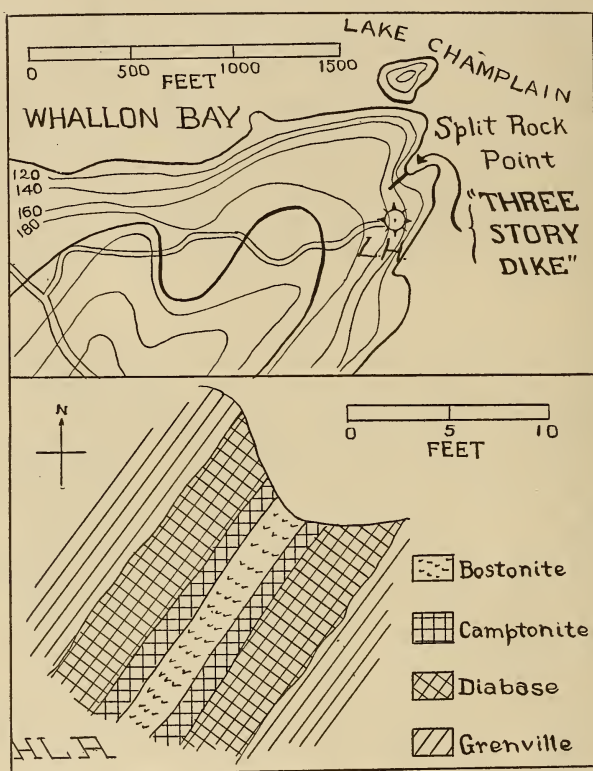 LAKE CHAMPLAIN
0 500 1000 1500
FEET
WHALLON BAY
Split Rock
Point
120
140
160
180
"THREE
STORY
DIKE"
L.H.
N
0 5 10
FEET
Bostonite
Camptonite
Diabase
Grenville
HLA